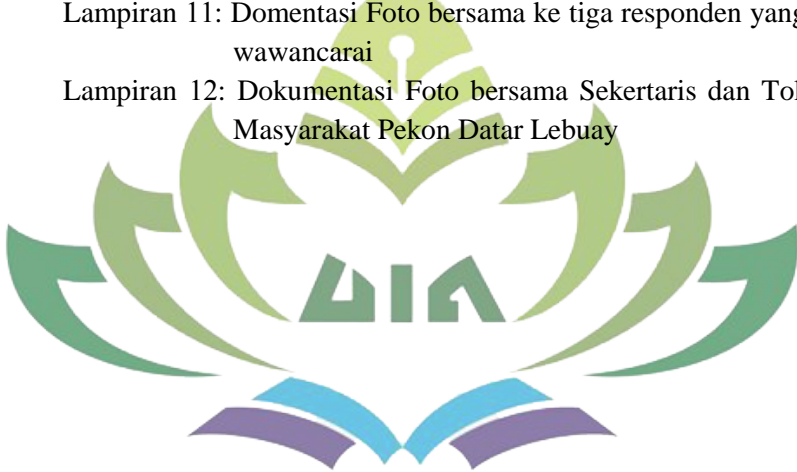 Lampiran 11: Domentasi Foto bersama ke tiga responden yang
wawancarai
Lampiran 12: Dokumentasi Foto bersama Sekertaris dan
Masyarakat Pekon Datar Lebuay
UIN